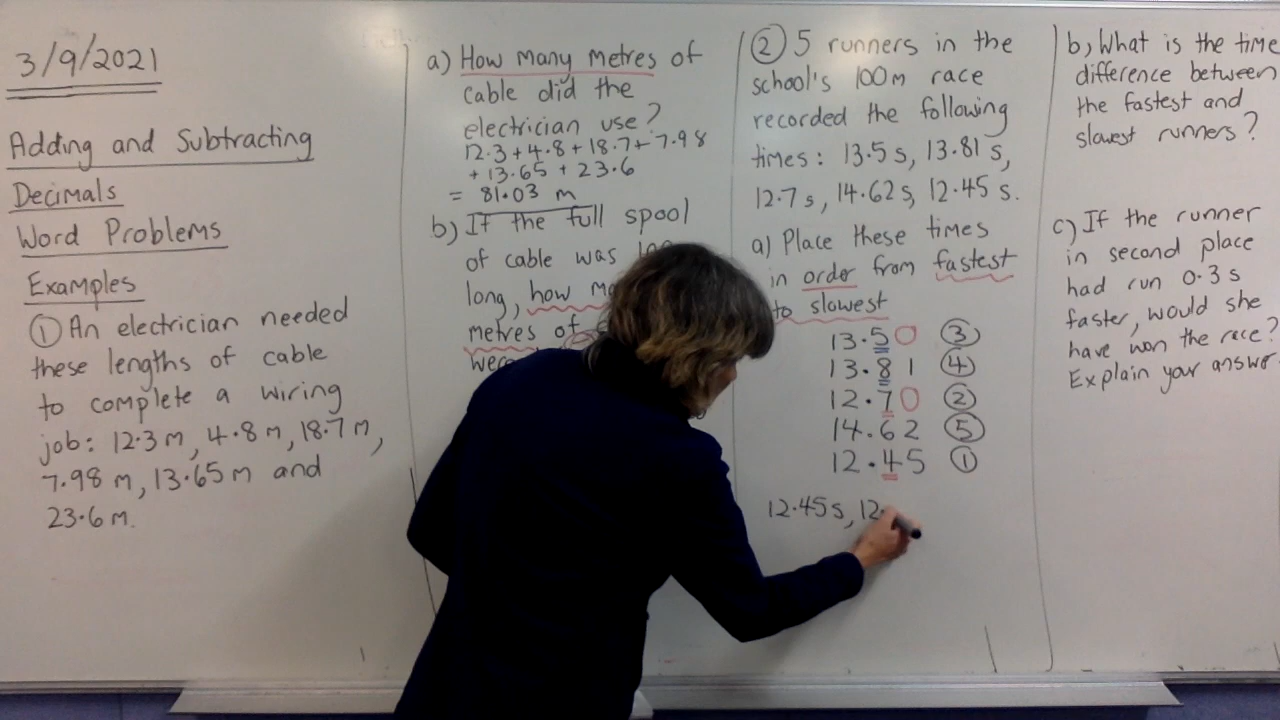 3/9/2021
Adding and Subtracting
Decimals
Word Problems
Examples
① An electrician needed
these lengths of cable
to complete a wiring
job: 12.3 m, 4.8 m, 18.7 m,
7.98 m, 13.65 m and
23.6 m.
a) How many metres of
cable did the
electrician use?
12.3 + 4.8 + 18.7 + 7.98
+ 13.65 + 23.6
= 81.03 m
b) If the full spool
of cable was
long, how
metres of
② 5 runners in the
school's 100m race
recorded the following
times: 13.5 s, 13.81 s,
12.7 s, 14.62 s, 12.45 s.
a) Place these times
in order from fastest
to slowest
13.50 ③
13.81 ④
12.70 ②
14.62 ⑤
12.45 ①
12.45 s, 12.
b, What is the time
difference between
the fastest and
slowest runners?
c) If the runner
in second place
had run 0.3 s
faster, would she
have won the race?
Explain your answer